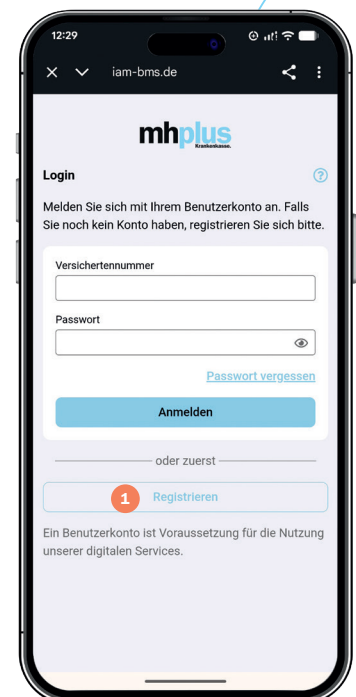 12:29
iam-bms.de
mhplus
Krankenkasse.
Login
?
Melden Sie sich mit Ihrem Benutzerkonto an. Falls
Sie noch kein Konto haben, registrieren Sie sich bitte.
Versichertennummer
Passwort
Passwort vergessen
Anmelden
oder zuerst
1 Registrieren
Ein Benutzerkonto ist Voraussetzung für die Nutzung
unserer digitalen Services.